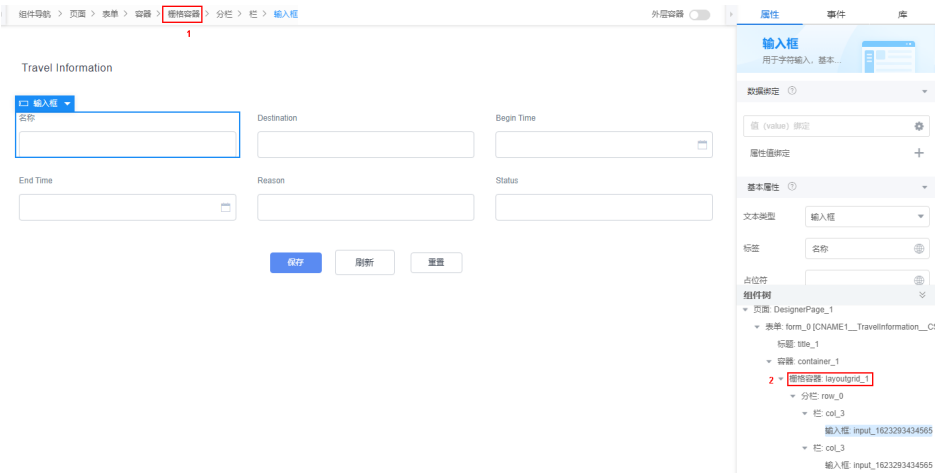 组件导航 > 页面 > 表单 > 容器 > 栅格容器 > 分栏 > 栏 > 输入框 外层容器 属性 事件 库
1
输入框
用于字符输入，基本...
Travel Information
数据绑定
输入框
名称 Destination Begin Time
值（value）绑定
属性值绑定
End Time Reason Status
基本属性
文本类型 输入框
标签 名称
保存 刷新 重置
占位符
组件树
页面: DesignerPage_1
表单: form_0 [CNAME1__TravelInformation__CS
标题: title_1
容器: container_1
2 栅格容器: layoutgrid_1
分栏: row_0
栏: col_3
输入框: input_1623293434565
栏: col_3
输入框: input_1623293434565